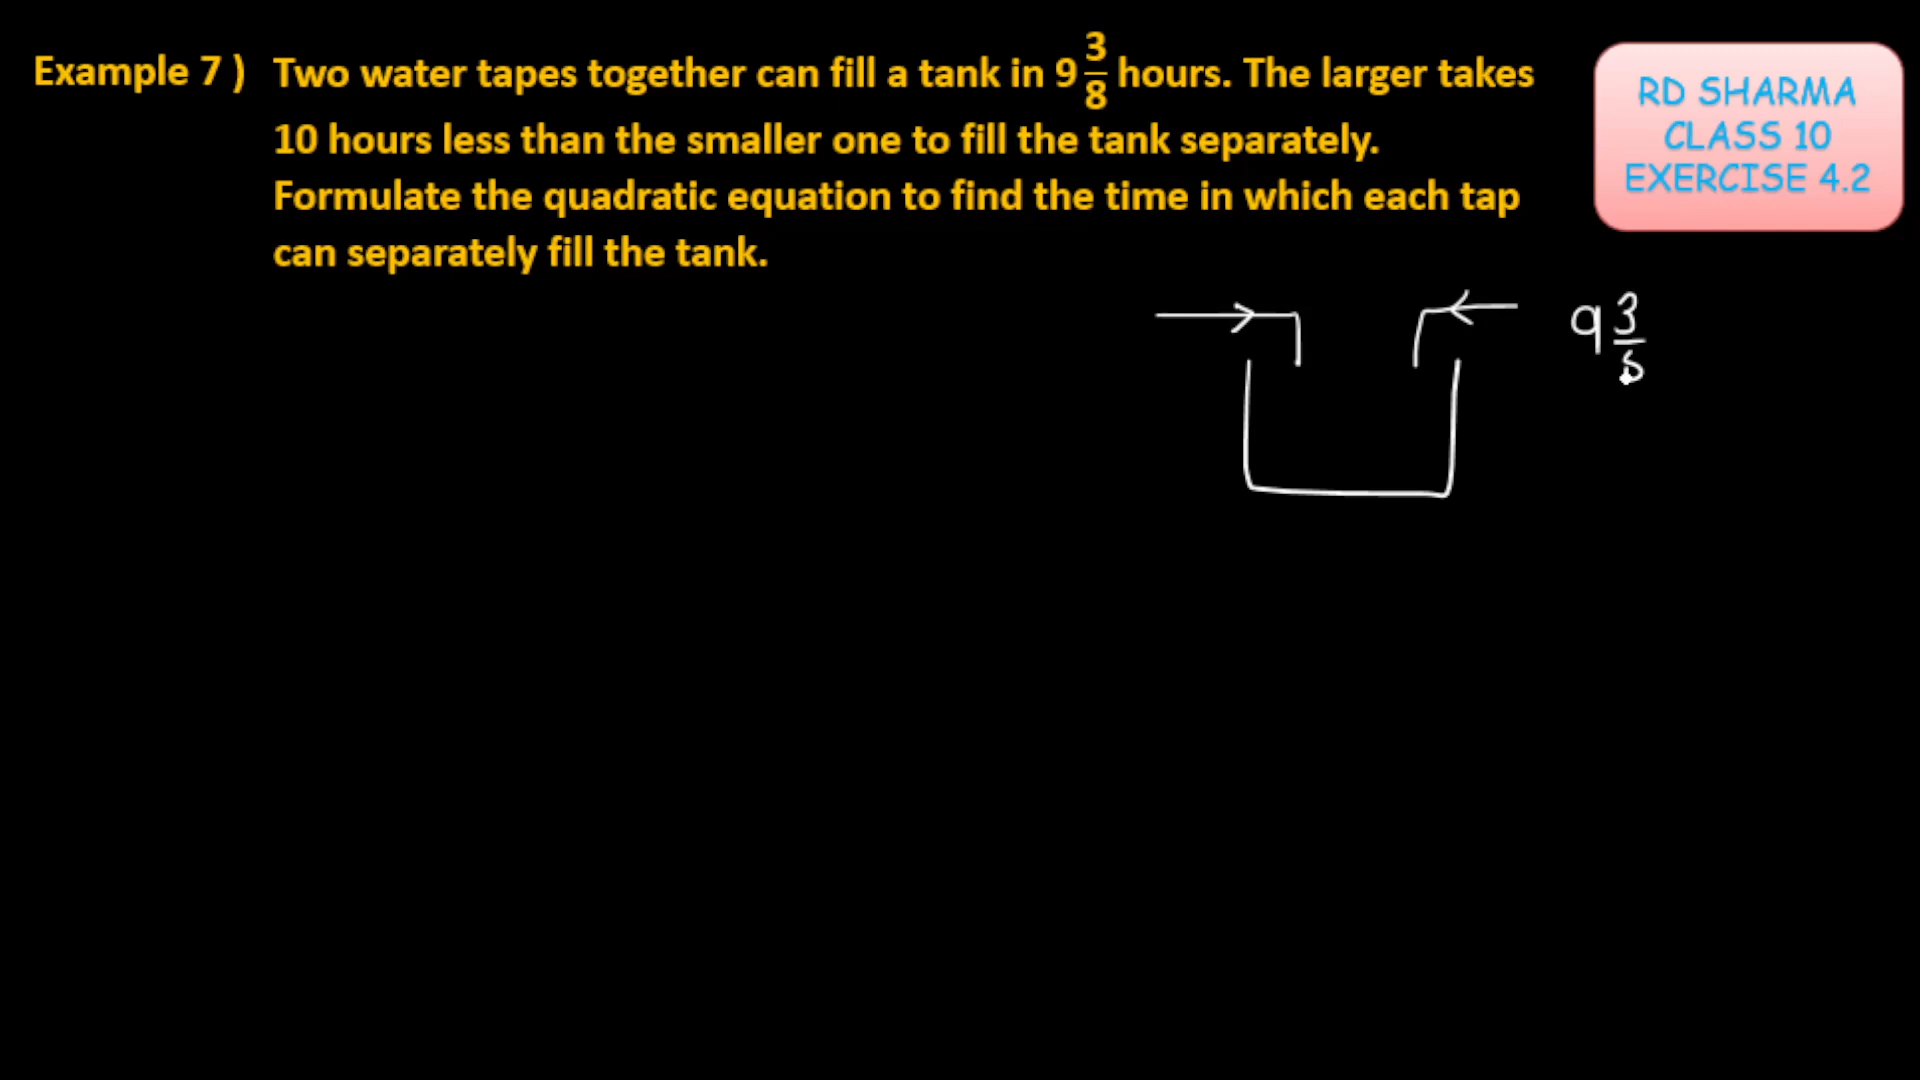 Example 7 ) Two water tapes together can fill a tank in 9 3/8 hours. The larger takes
10 hours less than the smaller one to fill the tank separately.
Formulate the quadratic equation to find the time in which each tap
can separately fill the tank.
RD SHARMA
CLASS 10
EXERCISE 4.2
9 3/8